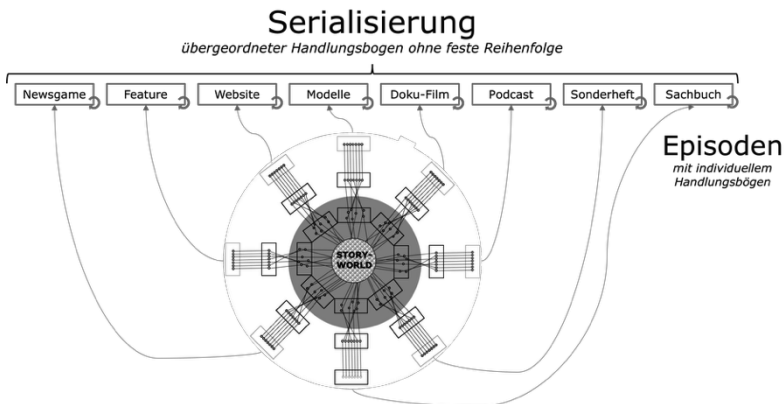 Serialisierung
übergeordneter Handlungsbogen ohne feste Reihenfolge
Newsgame
Feature
Website
Modelle
Doku-Film
Podcast
Sonderheft
Sachbuch
Episoden
mit individuellem
Handlungsbögen
STORY-
WORLD